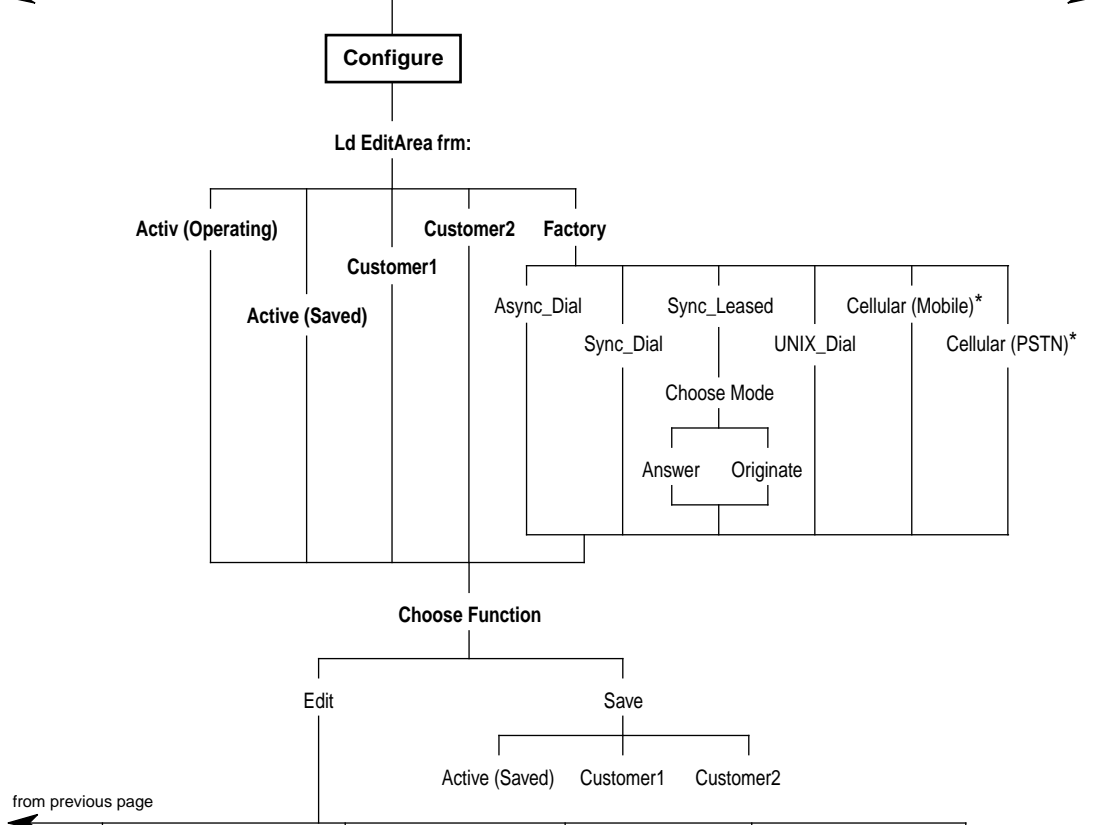 Configure
Ld EditArea frm:
Activ (Operating)
Customer2
Factory
Customer1
Active (Saved)
Async_Dial
Sync_Leased
Cellular (Mobile)*
Sync_Dial
UNIX_Dial
Cellular (PSTN)*
Choose Mode
Answer
Originate
Choose Function
Edit
Save
Active (Saved)
Customer1
Customer2
from previous page